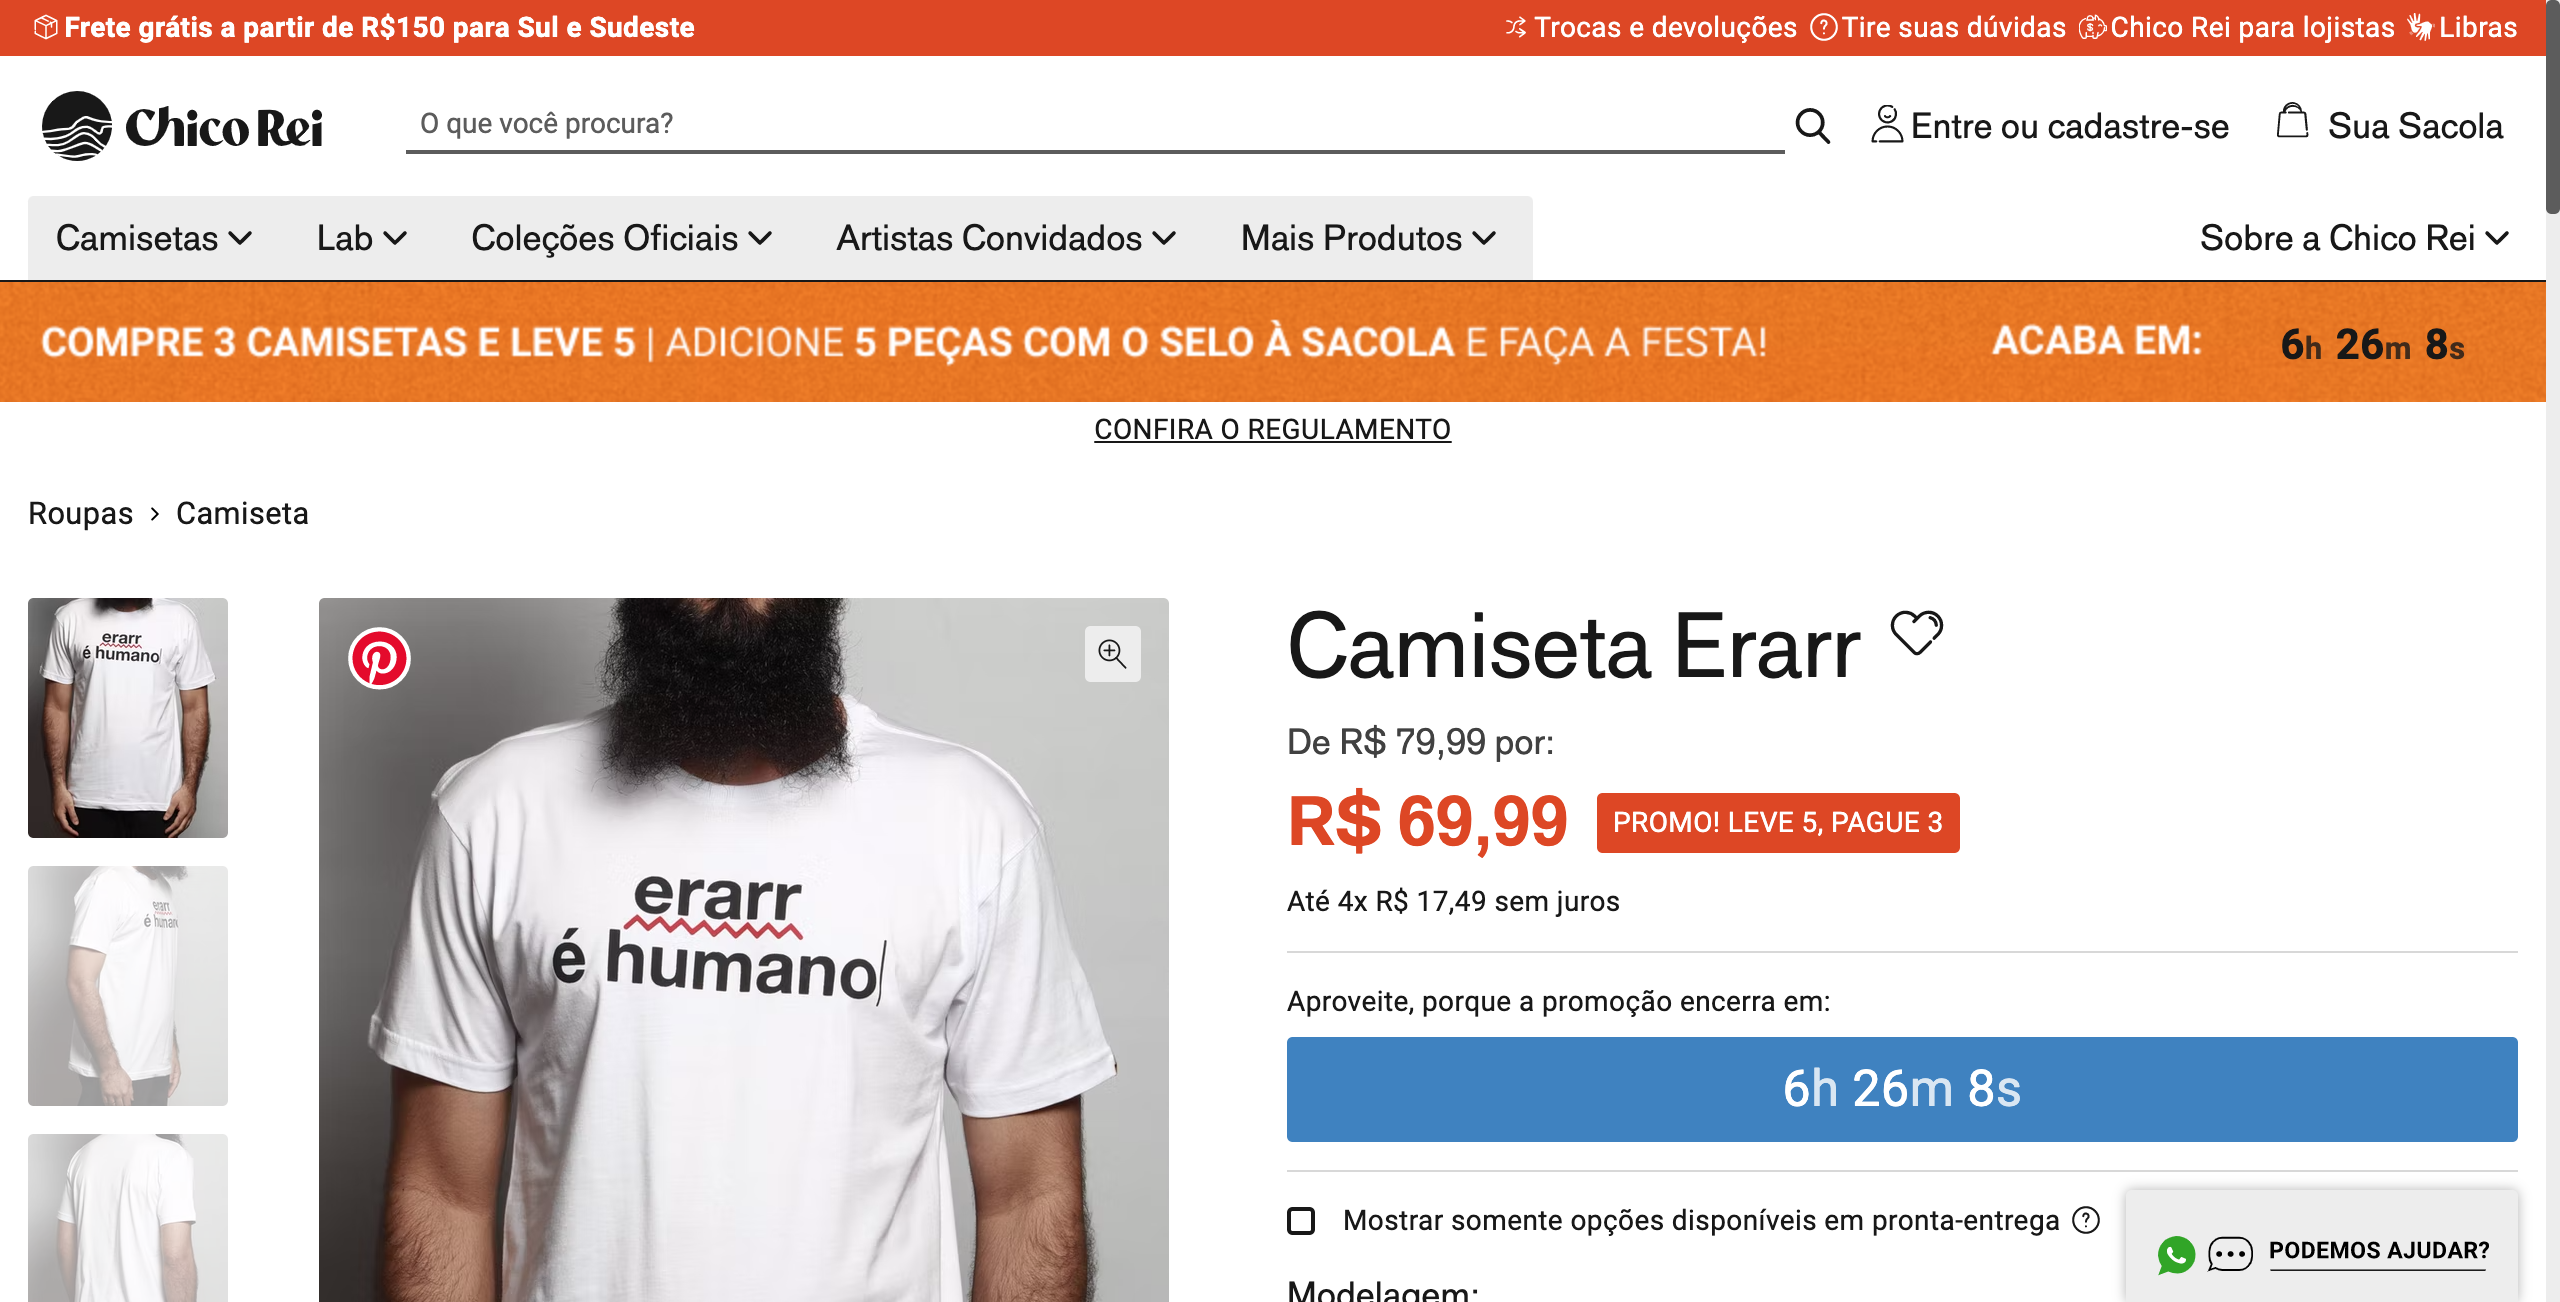 Frete grátis a partir de R$150 para Sul e Sudeste
Trocas e devoluções
Tire suas dúvidas
Chico Rei para lojistas
Libras
Chico Rei
O que você procura?
Entre ou cadastre-se
Sua Sacola
Camisetas
Lab
Coleções Oficiais
Artistas Convidados
Mais Produtos
Sobre a Chico Rei
COMPRE 3 CAMISETAS E LEVE 5 | ADICIONE 5 PEÇAS COM O SELO À SACOLA E FAÇA A FESTA!
ACABA EM:
6h 26m 8s
CONFIRA O REGULAMENTO
Roupas › Camiseta
erarr
é humano
erarr
é humano
erarr
é human
Camiseta Erarr
De R$ 79,99 por:
R$ 69,99
PROMO! LEVE 5, PAGUE 3
Até 4x R$ 17,49 sem juros
Aproveite, porque a promoção encerra em:
6h 26m 8s
Mostrar somente opções disponíveis em pronta-entrega
PODEMOS AJUDAR?
Modelagem: